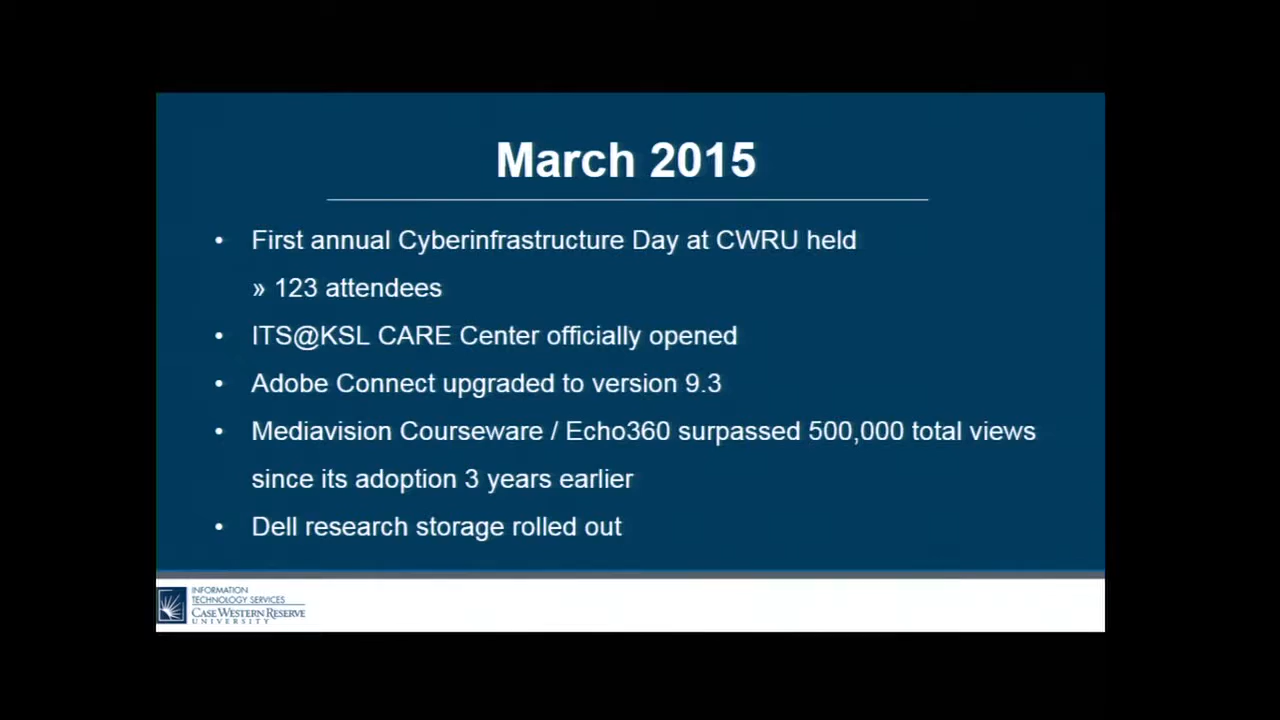 March 2015
• First annual Cyberinfrastructure Day at CWRU held
» 123 attendees
• ITS@KSL CARE Center officially opened
• Adobe Connect upgraded to version 9.3
• Mediavision Courseware / Echo360 surpassed 500,000 total views
since its adoption 3 years earlier
• Dell research storage rolled out
INFORMATION
TECHNOLOGY SERVICES
CASE WESTERN RESERVE
UNIVERSITY